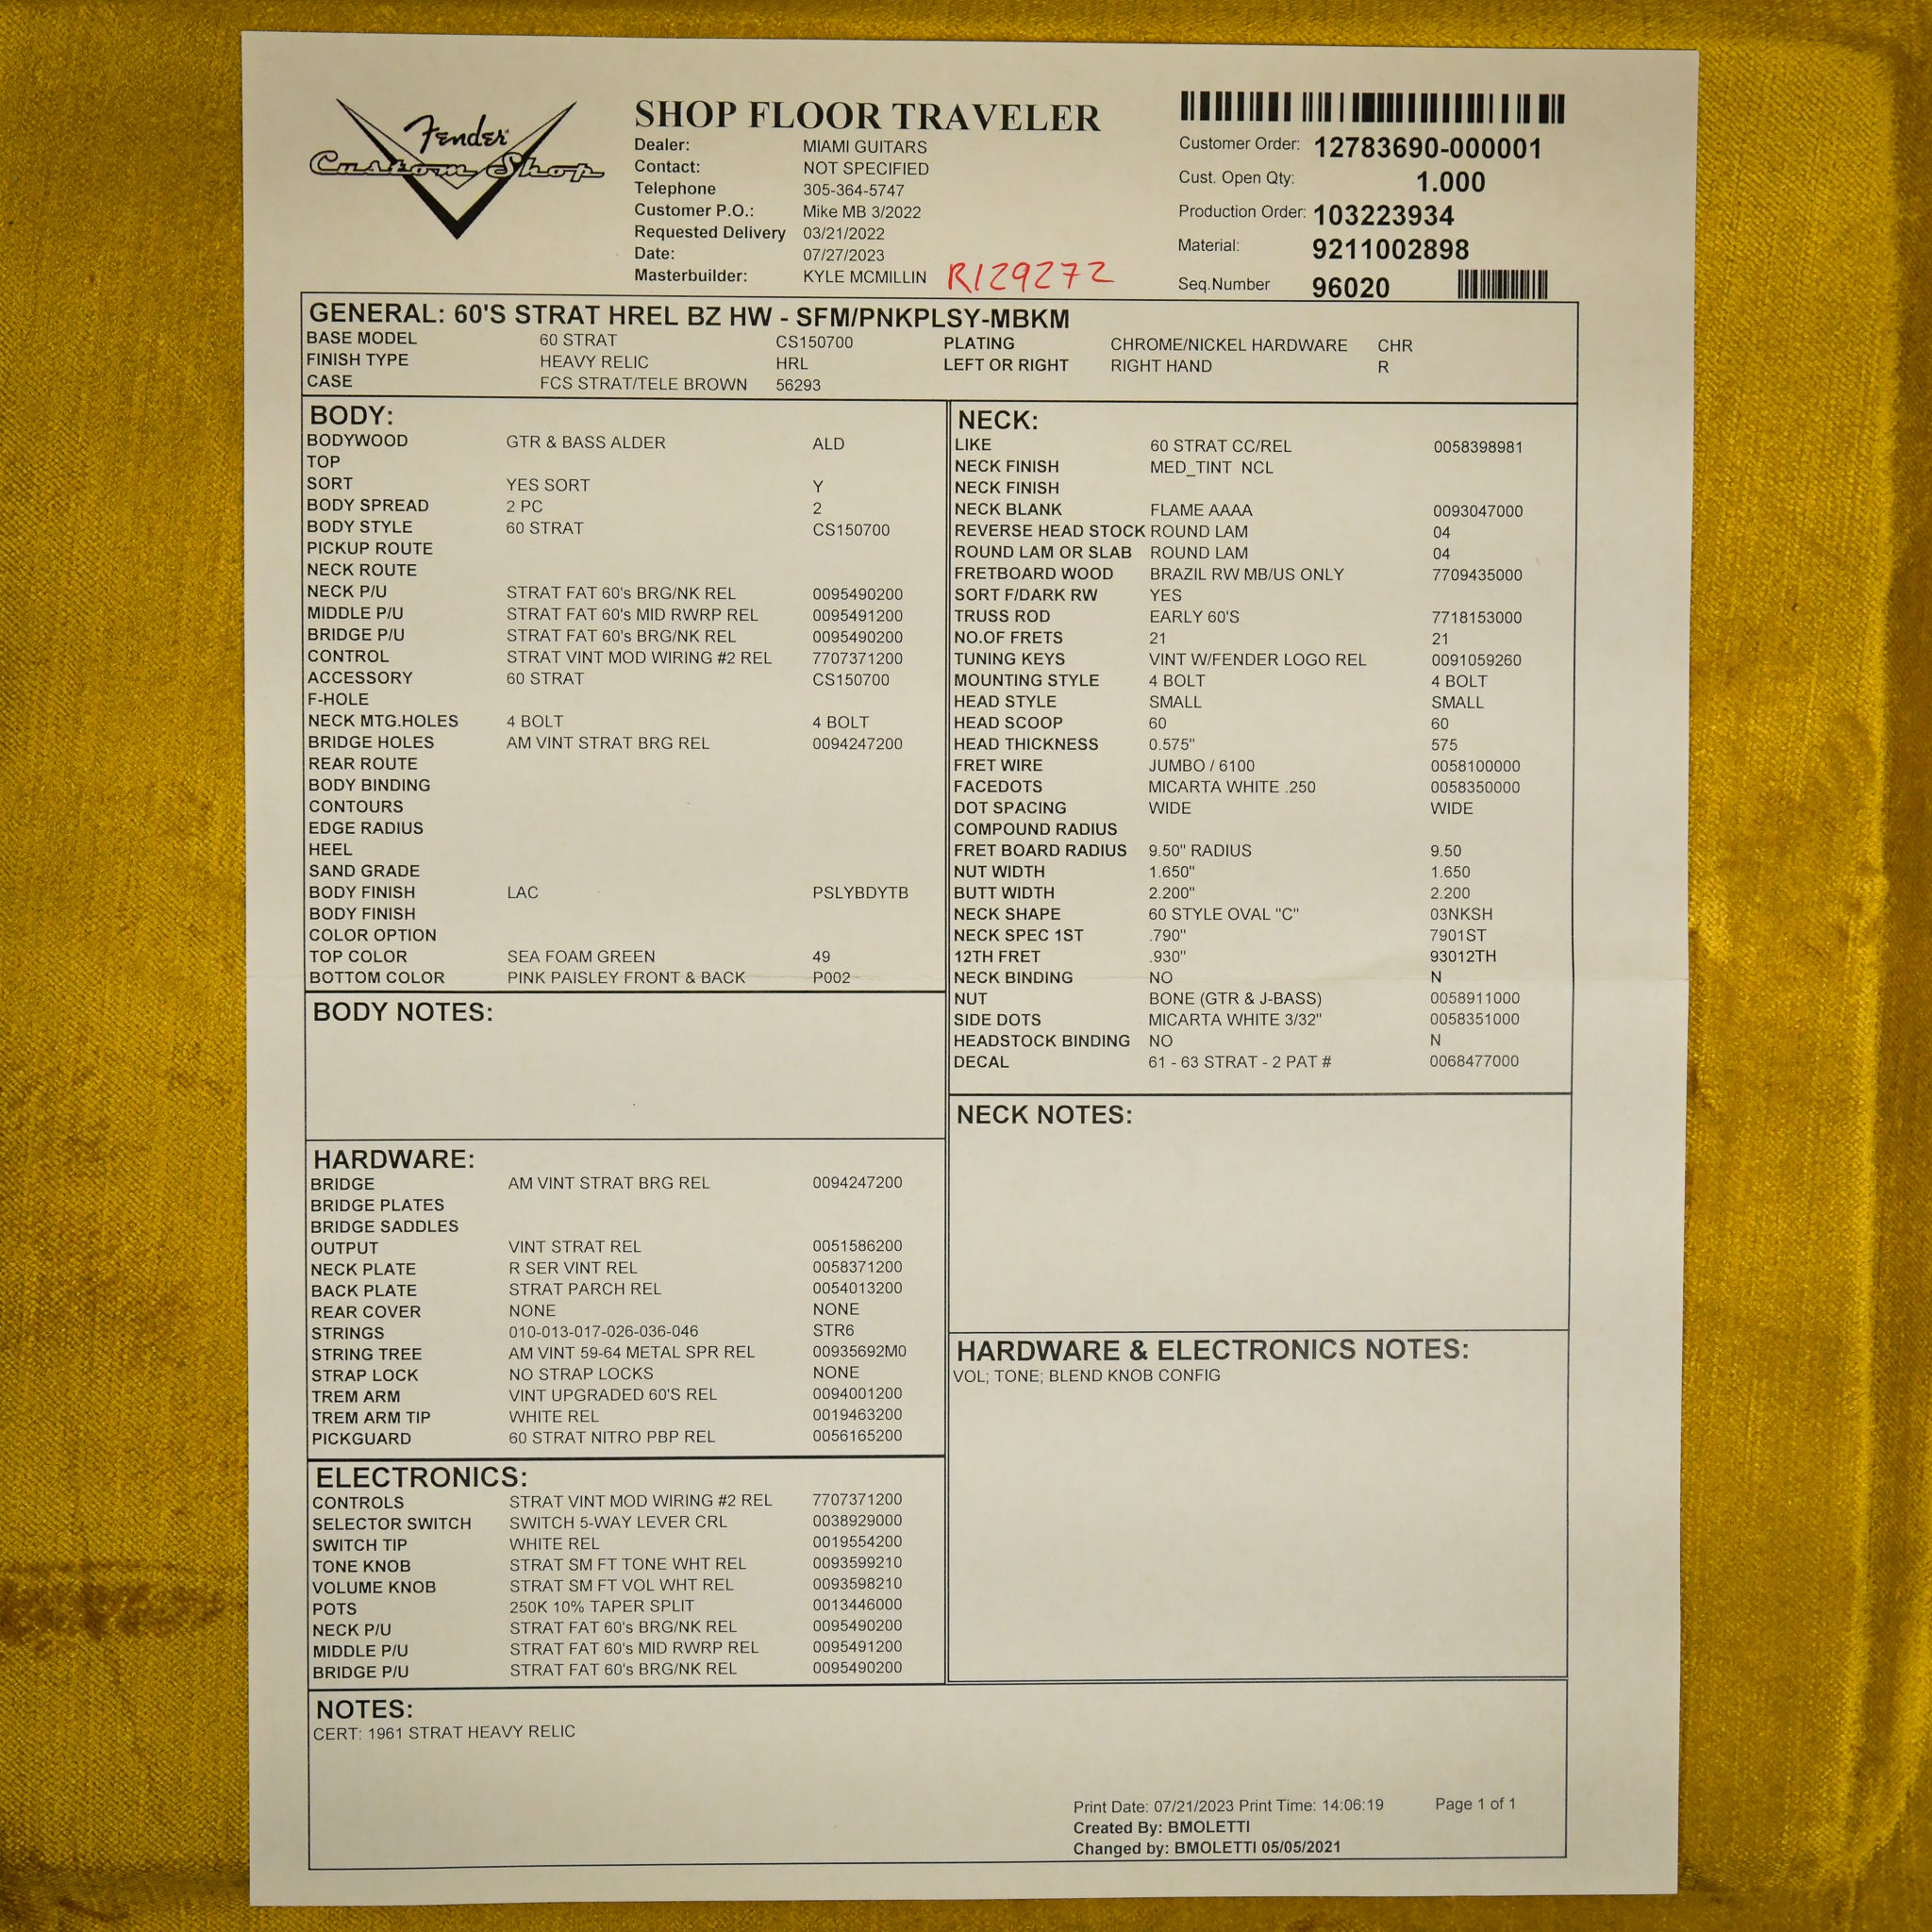 Fender
Custom Shop
SHOP FLOOR TRAVELER
Dealer: MIAMI GUITARS
Contact: NOT SPECIFIED
Telephone 305-364-5747
Customer P.O.: Mike MB 3/2022
Requested Delivery 03/21/2022
Date: 07/27/2023
Masterbuilder: KYLE MCMILLIN R129272
Customer Order: 12783690-000001
Cust. Open Qty: 1.000
Production Order: 103223934
Material: 9211002898
Seq.Number 96020
GENERAL: 60'S STRAT HREL BZ HW - SFM/PNKPLSY-MBKM
BASE MODEL 60 STRAT CS150700 PLATING CHROME/NICKEL HARDWARE CHR
FINISH TYPE HEAVY RELIC HRL LEFT OR RIGHT RIGHT HAND R
CASE FCS STRAT/TELE BROWN 56293
BODY:
BODYWOOD GTR & BASS ALDER ALD
TOP
SORT YES SORT Y
BODY SPREAD 2 PC 2
BODY STYLE 60 STRAT CS150700
PICKUP ROUTE
NECK ROUTE
NECK P/U STRAT FAT 60's BRG/NK REL 0095490200
MIDDLE P/U STRAT FAT 60's MID RWRP REL 0095491200
BRIDGE P/U STRAT FAT 60's BRG/NK REL 0095490200
CONTROL STRAT VINT MOD WIRING #2 REL 7707371200
ACCESSORY 60 STRAT CS150700
F-HOLE
NECK MTG.HOLES 4 BOLT 4 BOLT
BRIDGE HOLES AM VINT STRAT BRG REL 0094247200
REAR ROUTE
BODY BINDING
CONTOURS
EDGE RADIUS
HEEL
SAND GRADE
BODY FINISH LAC PSLYBDYTB
BODY FINISH
COLOR OPTION
TOP COLOR SEA FOAM GREEN 49
BOTTOM COLOR PINK PAISLEY FRONT & BACK P002
BODY NOTES:
HARDWARE:
BRIDGE AM VINT STRAT BRG REL 0094247200
BRIDGE PLATES
BRIDGE SADDLES
OUTPUT VINT STRAT REL 0051586200
NECK PLATE R SER VINT REL 0058371200
BACK PLATE STRAT PARCH REL 0054013200
REAR COVER NONE NONE
STRINGS 010-013-017-026-036-046 STR6
STRING TREE AM VINT 59-64 METAL SPR REL 00935692M0
STRAP LOCK NO STRAP LOCKS NONE
TREM ARM VINT UPGRADED 60'S REL 0094001200
TREM ARM TIP WHITE REL 0019463200
PICKGUARD 60 STRAT NITRO PBP REL 0056165200
ELECTRONICS:
CONTROLS STRAT VINT MOD WIRING #2 REL 7707371200
SELECTOR SWITCH SWITCH 5-WAY LEVER CRL 0038929000
SWITCH TIP WHITE REL 0019554200
TONE KNOB STRAT SM FT TONE WHT REL 0093599210
VOLUME KNOB STRAT SM FT VOL WHT REL 0093598210
POTS 250K 10% TAPER SPLIT 0013446000
NECK P/U STRAT FAT 60's BRG/NK REL 0095490200
MIDDLE P/U STRAT FAT 60's MID RWRP REL 0095491200
BRIDGE P/U STRAT FAT 60's BRG/NK REL 0095490200
NECK:
LIKE 60 STRAT CC/REL 0058398981
NECK FINISH MED_TINT NCL
NECK FINISH
NECK BLANK FLAME AAAA 0093047000
REVERSE HEAD STOCK ROUND LAM 04
ROUND LAM OR SLAB ROUND LAM 04
FRETBOARD WOOD BRAZIL RW MB/US ONLY 7709435000
SORT F/DARK RW YES
TRUSS ROD EARLY 60'S 7718153000
NO.OF FRETS 21 21
TUNING KEYS VINT W/FENDER LOGO REL 0091059260
MOUNTING STYLE 4 BOLT 4 BOLT
HEAD STYLE SMALL SMALL
HEAD SCOOP 60 60
HEAD THICKNESS 0.575" 575
FRET WIRE JUMBO / 6100 0058100000
FACEDOTS MICARTA WHITE .250 0058350000
DOT SPACING WIDE WIDE
COMPOUND RADIUS
FRET BOARD RADIUS 9.50" RADIUS 9.50
NUT WIDTH 1.650" 1.650
BUTT WIDTH 2.200" 2.200
NECK SHAPE 60 STYLE OVAL "C" 03NKSH
NECK SPEC 1ST .790" 7901ST
12TH FRET .930" 93012TH
NECK BINDING NO N
NUT BONE (GTR & J-BASS) 0058911000
SIDE DOTS MICARTA WHITE 3/32" 0058351000
HEADSTOCK BINDING NO N
DECAL 61 - 63 STRAT - 2 PAT # 0068477000
NECK NOTES:
HARDWARE & ELECTRONICS NOTES:
VOL; TONE; BLEND KNOB CONFIG
NOTES:
CERT: 1961 STRAT HEAVY RELIC
Print Date: 07/21/2023 Print Time: 14:06:19 Page 1 of 1
Created By: BMOLETTI
Changed by: BMOLETTI 05/05/2021